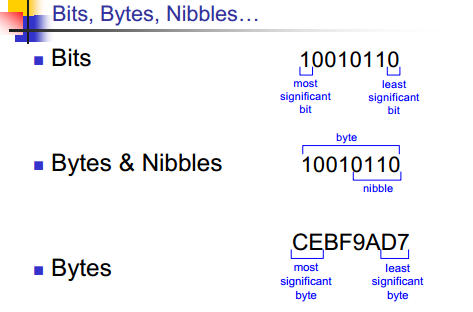 Bits, Bytes, Nibbles…
Bits
10010110
most
significant
bit
least
significant
bit
Bytes & Nibbles
byte
10010110
nibble
Bytes
CEBF9AD7
most
significant
byte
least
significant
byte